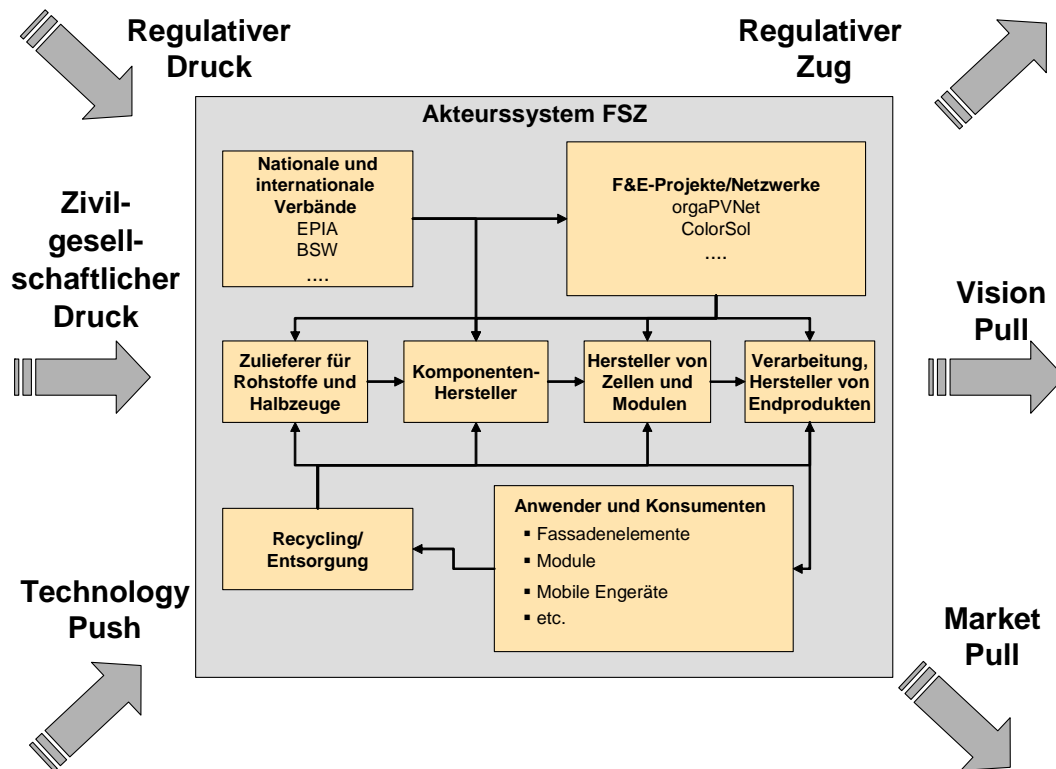 Regulativer
Druck
Regulativer
Zug
Akteurssystem FSZ
Nationale und
internationale
Verbände
EPIA
BSW
....
F&E-Projekte/Netzwerke
orgaPVNet
ColorSol
....
Zivil-
gesell-
schaftlicher
Druck
Vision
Pull
Zulieferer für
Rohstoffe und
Halbzeuge
Komponenten-
Hersteller
Hersteller von
Zellen und
Modulen
Verarbeitung,
Hersteller von
Endprodukten
Recycling/
Entsorgung
Anwender und Konsumenten
▪ Fassadenelemente
▪ Module
▪ Mobile Engeräte
▪ etc.
Technology
Push
Market
Pull